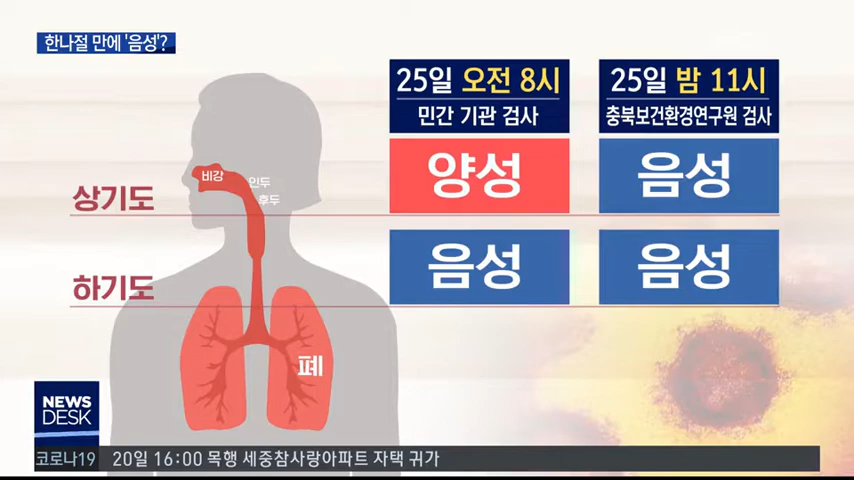 한나절 만에 '음성'?
25일 오전 8시
민간 기관 검사
25일 밤 11시
충북보건환경연구원 검사
비강
인두
후두
상기도
양성
음성
하기도
음성
음성
폐
NEWS
DESK
코로나19
20일 16:00 목행 세중참사랑아파트 자택 귀가